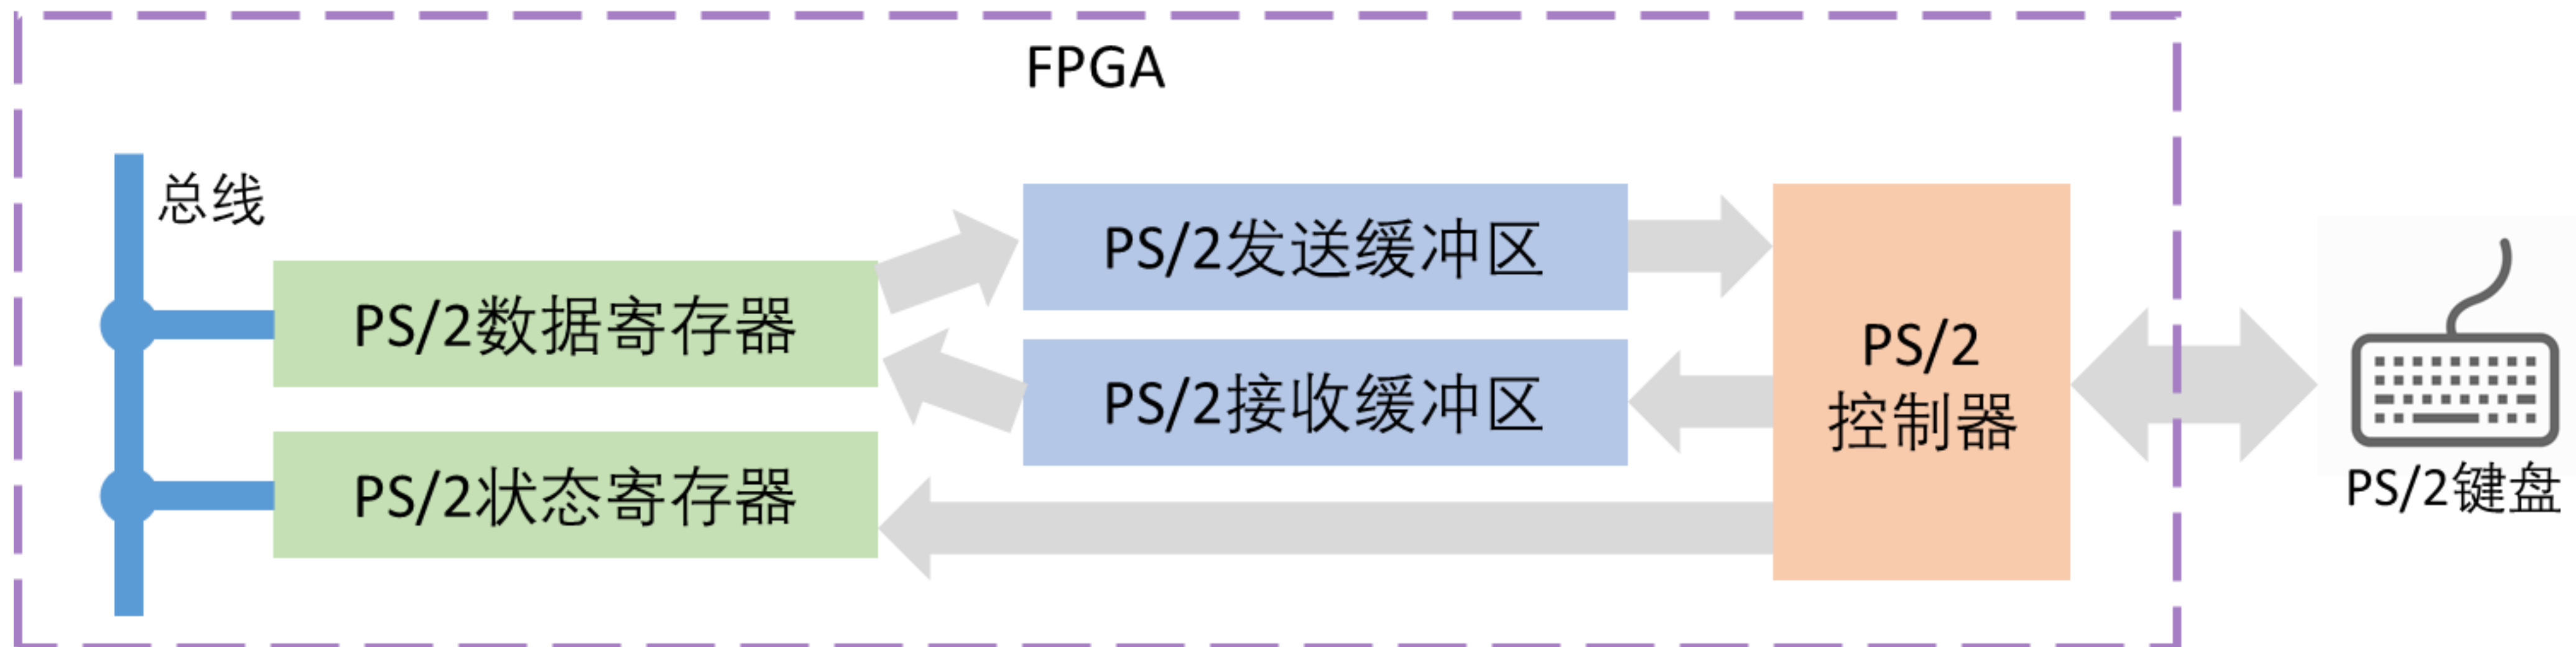 FPGA
总线
PS/2数据寄存器
PS/2状态寄存器
PS/2发送缓冲区
PS/2接收缓冲区
PS/2
控制器
PS/2键盘